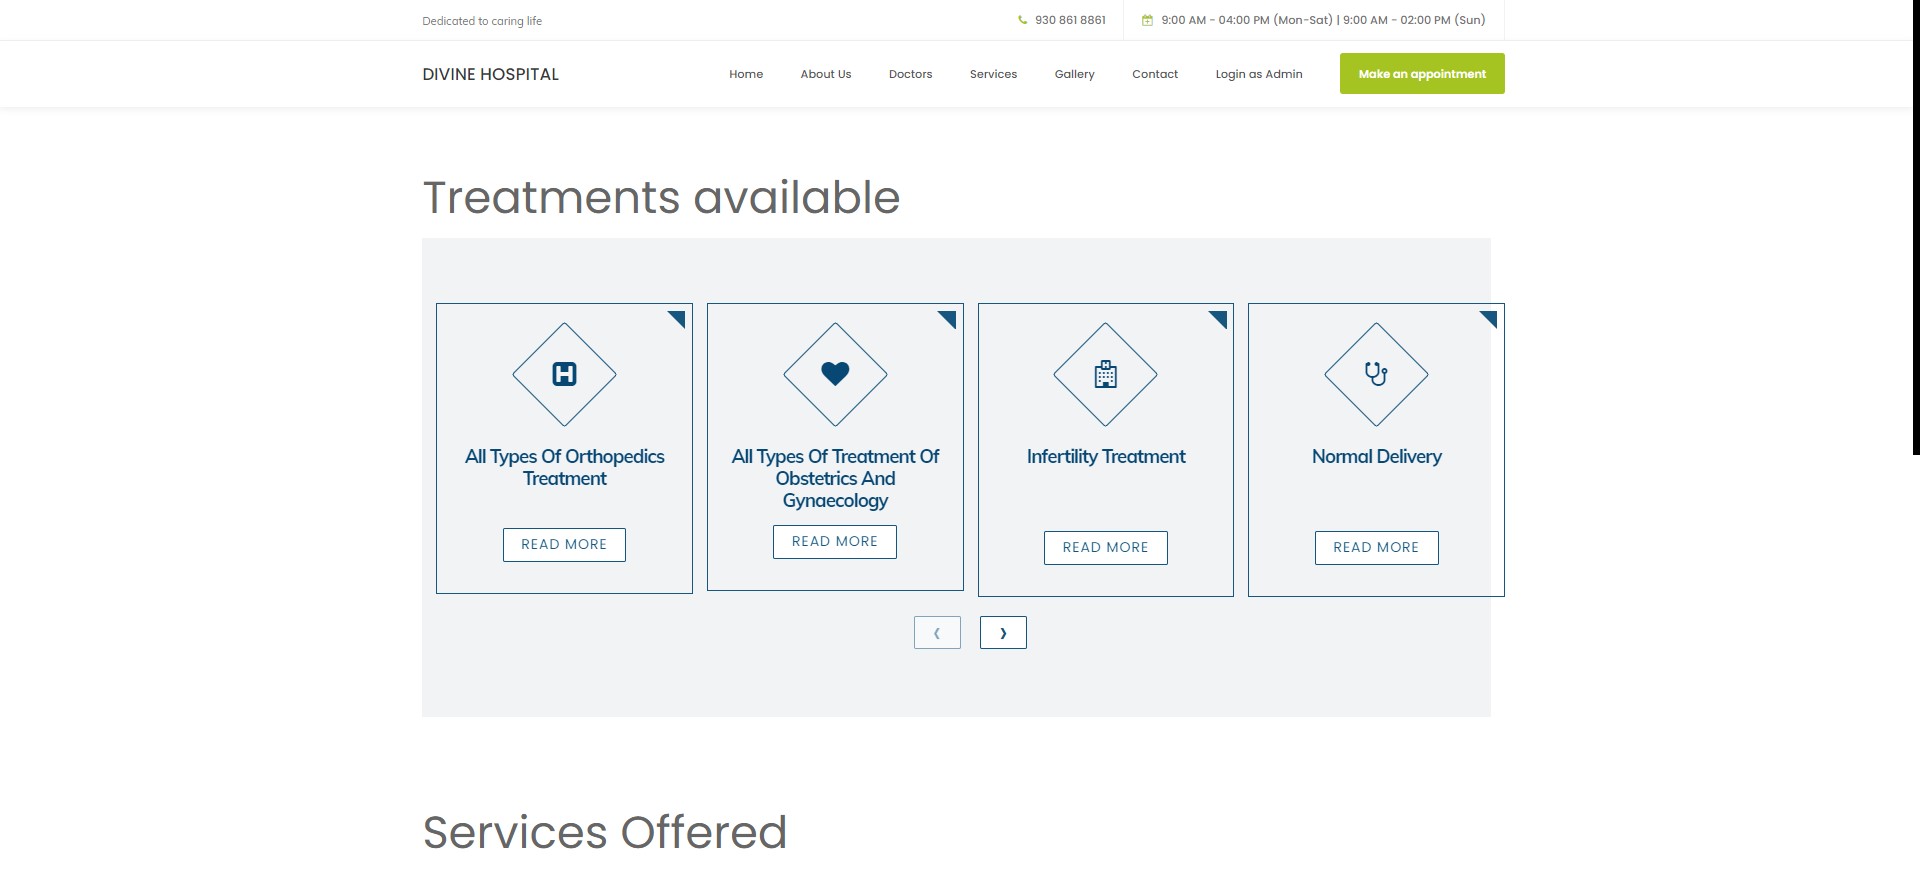 Dedicated to caring life
930 861 8861
9:00 AM - 04:00 PM (Mon-Sat) | 9:00 AM - 02:00 PM (Sun)
DIVINE HOSPITAL
Home
About Us
Doctors
Services
Gallery
Contact
Login as Admin
Make an appointment
Treatments available
H
All Types Of Orthopedics
Treatment
READ MORE
All Types Of Treatment Of
Obstetrics And
Gynaecology
READ MORE
Infertility Treatment
READ MORE
Normal Delivery
READ MORE
‹
›
Services Offered